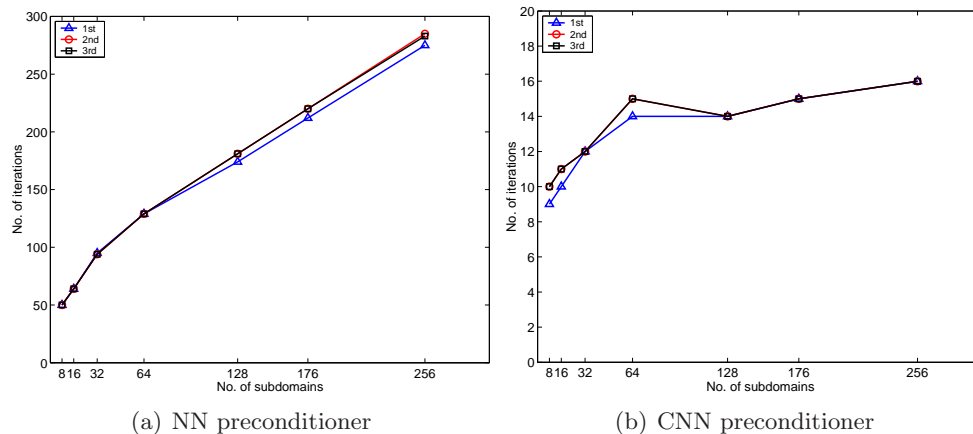 300
250
200
150
100
50
0
No. of iterations
1st
2nd
3rd
8 16 32 64 128 176 256
No. of subdomains
(a) NN preconditioner
20
18
16
14
12
10
8
6
4
2
0
No. of iterations
1st
2nd
3rd
8 16 32 64 128 176 256
No. of subdomains
(b) CNN preconditioner